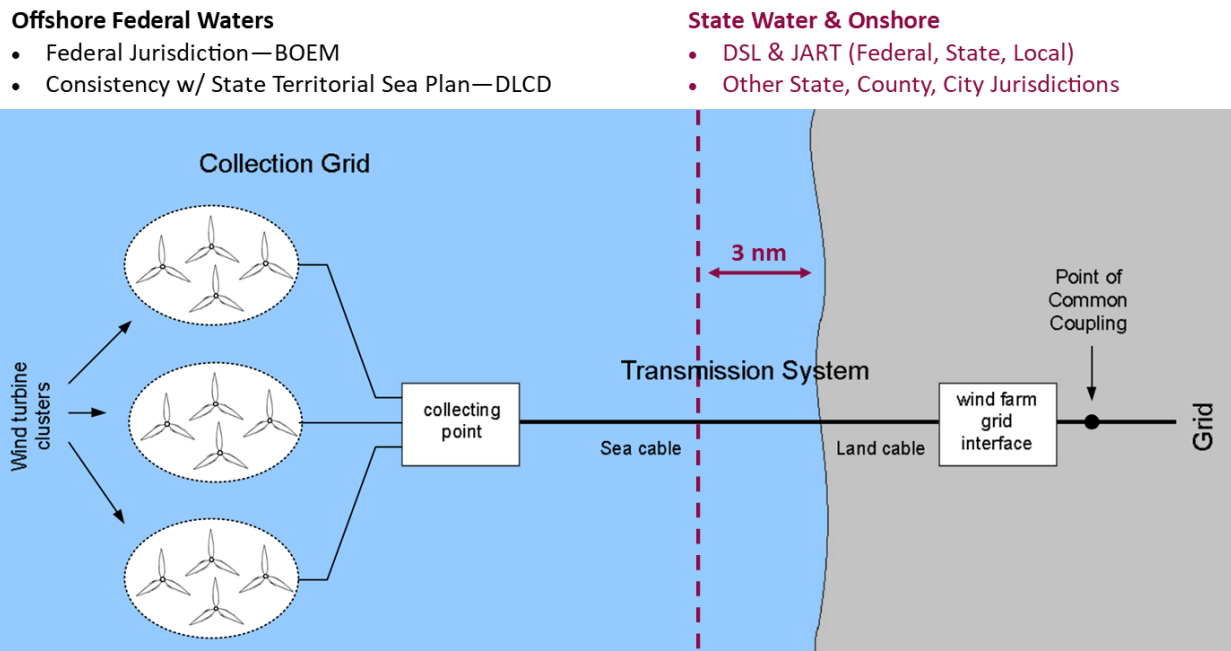 Offshore Federal Waters
• Federal Jurisdiction—BOEM
• Consistency w/ State Territorial Sea Plan—DLCD
State Water & Onshore
• DSL & JART (Federal, State, Local)
• Other State, County, City Jurisdictions
Collection Grid
3 nm
Point of
Common
Coupling
Transmission System
Wind turbine
clusters
collecting
point
Sea cable
Land cable
wind farm
grid
interface
Grid